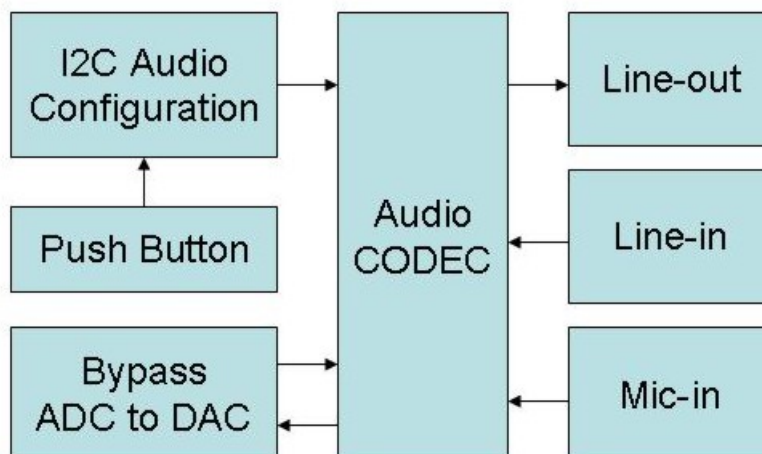 I2C Audio
Configuration
Push Button
Bypass
ADC to DAC
Audio
CODEC
Line-out
Line-in
Mic-in